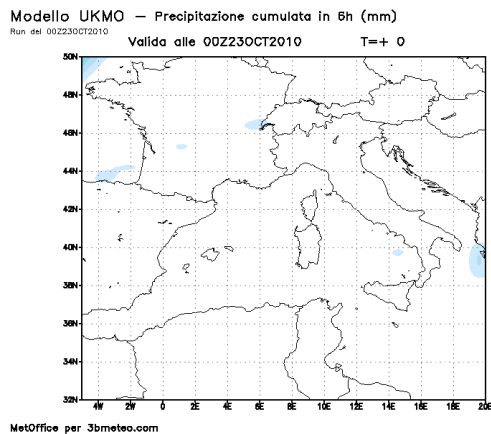 Modello UKMO – Precipitazione cumulata in 6h (mm)
Run del 00Z23OCT2010
Valida alle 00Z23OCT2010 T=+ 0
50N
48N
46N
44N
42N
40N
38N
36N
34N
32N
4W 2W 0 2E 4E 6E 8E 10E 12E 14E 16E 18E 20E
MetOffice per 3bmeteo.com